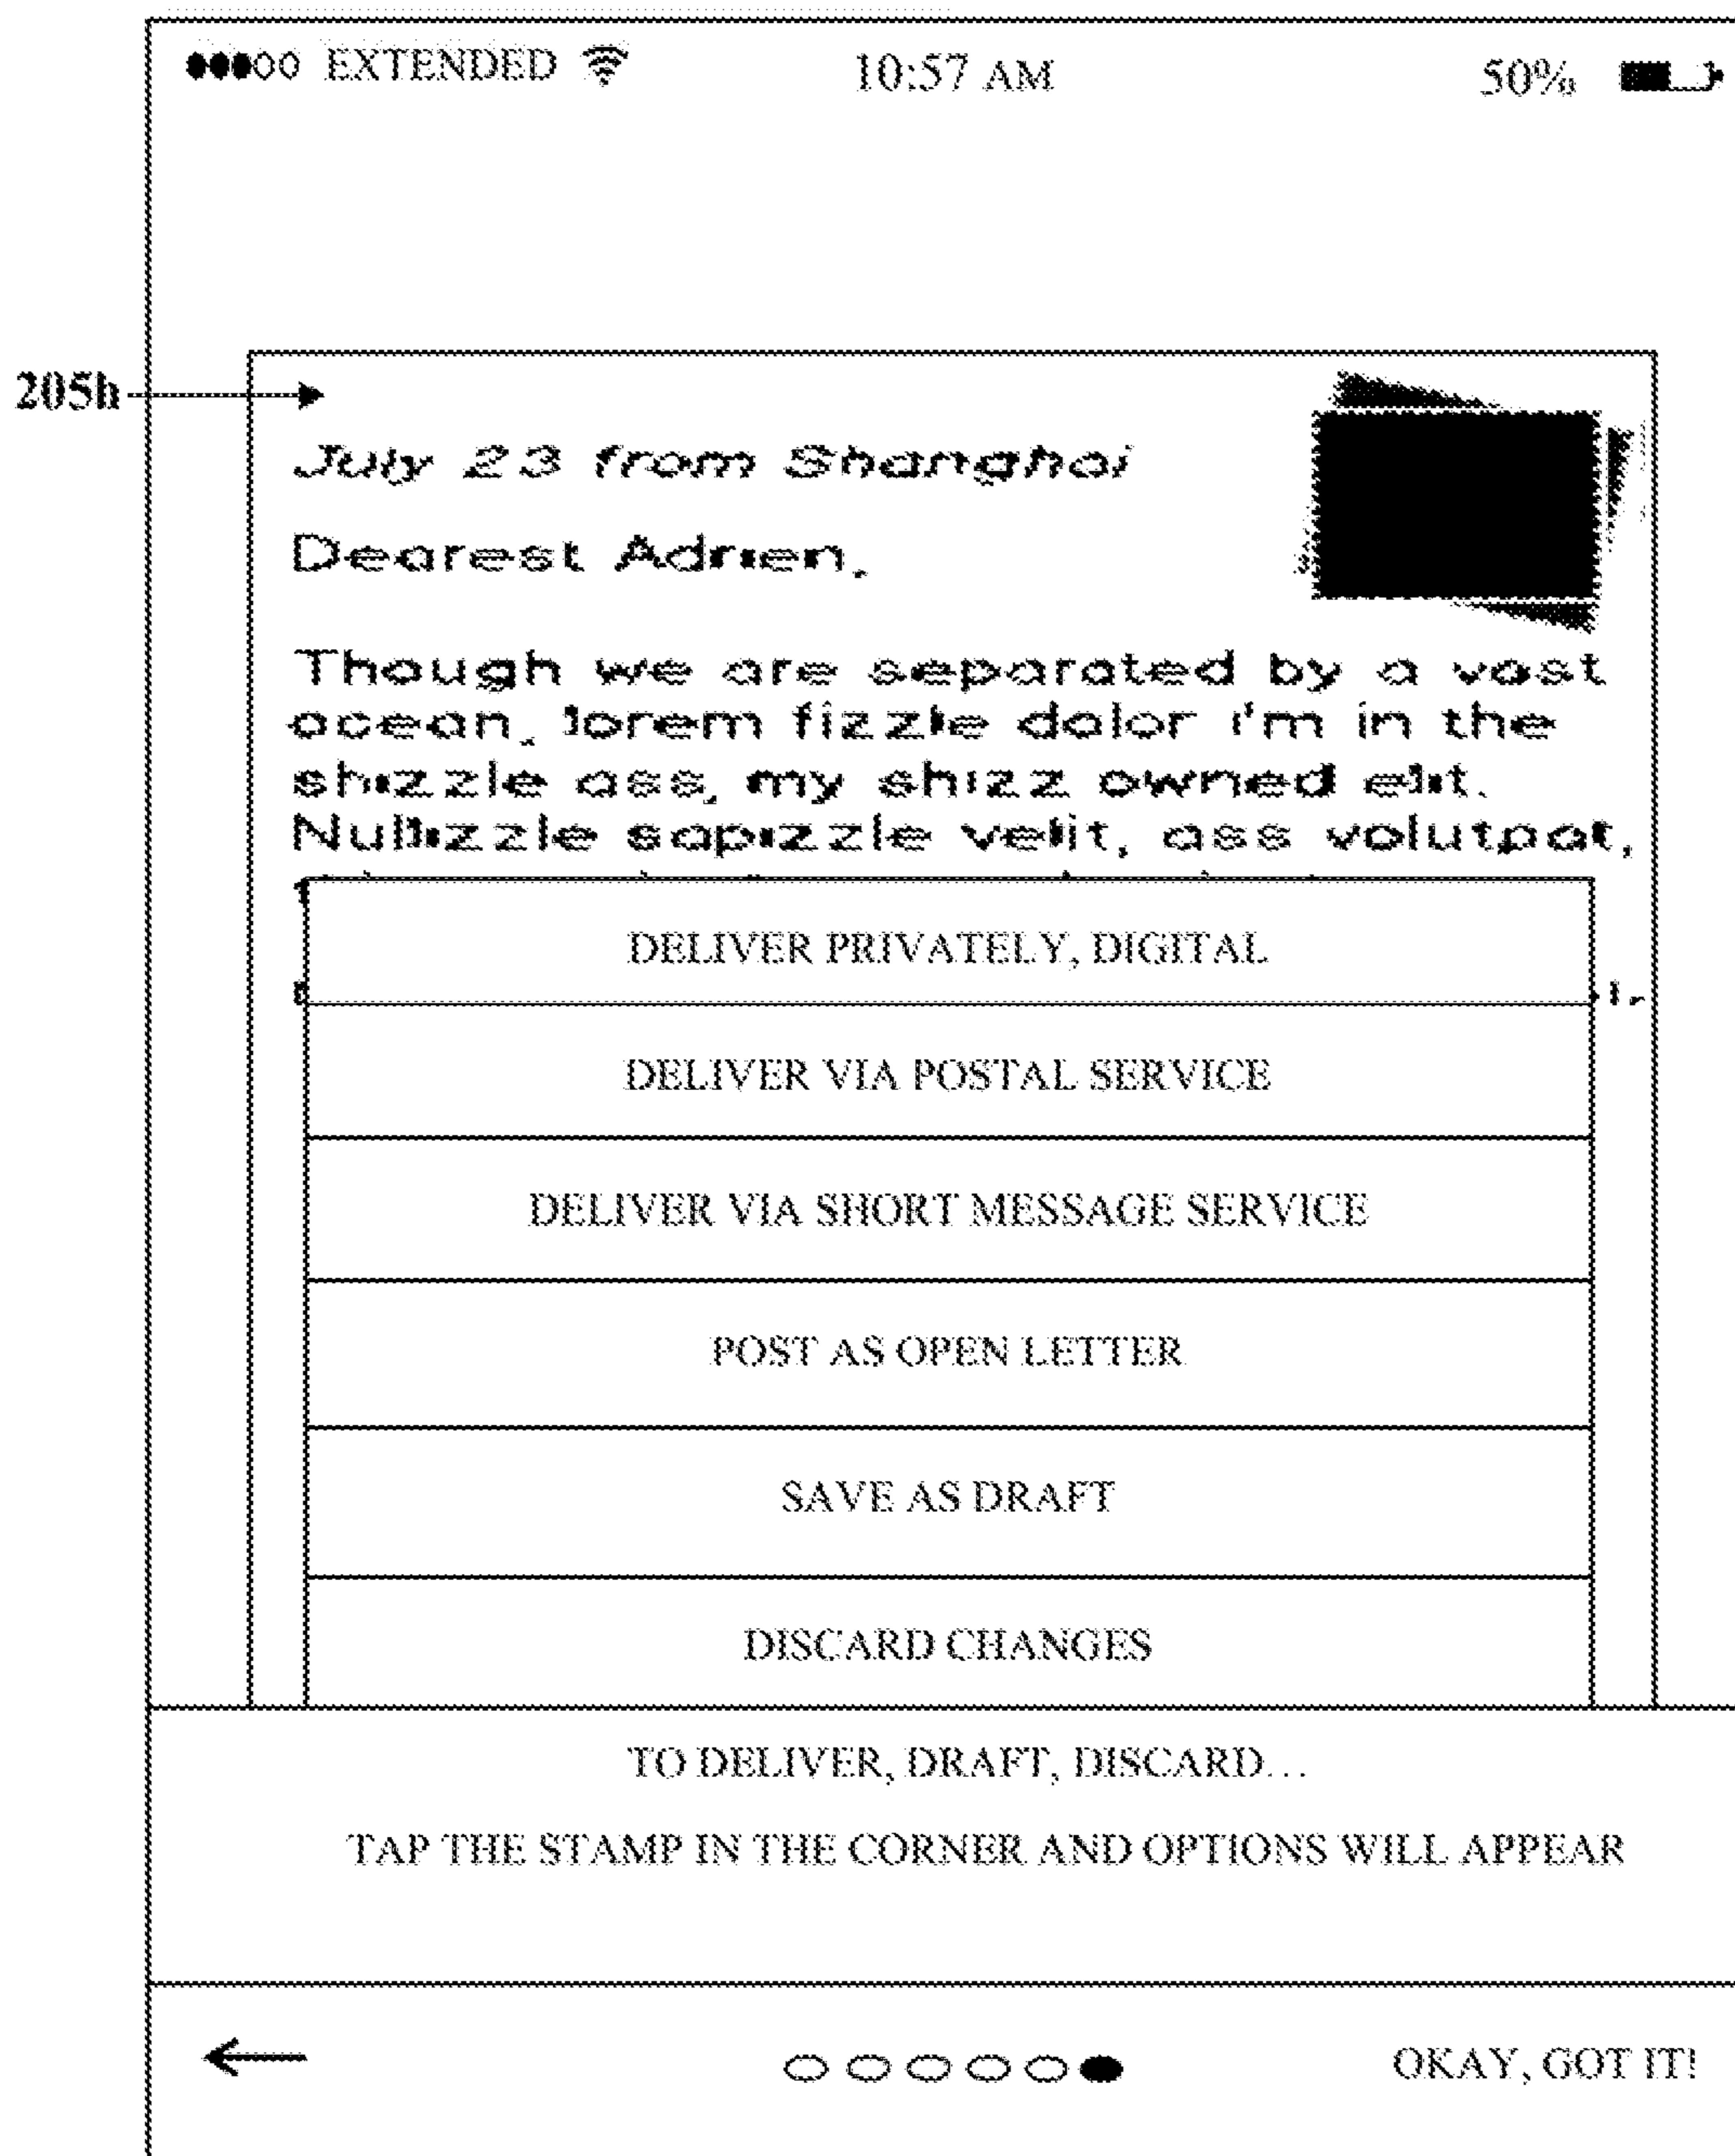 EXTENDED
10:57 AM
50%
205h
July 23 from Shanghai
Dearest Adrien,
Though we are separated by a vast
ocean, lorem fizzle dolor i'm in the
shizzle ass, my shizz owned elit.
Nullizzle sapizzle velit, ass volutpat,
DELIVER PRIVATELY, DIGITAL
DELIVER VIA POSTAL SERVICE
DELIVER VIA SHORT MESSAGE SERVICE
POST AS OPEN LETTER
SAVE AS DRAFT
DISCARD CHANGES
TO DELIVER, DRAFT, DISCARD...
TAP THE STAMP IN THE CORNER AND OPTIONS WILL APPEAR
OKAY, GOT IT!